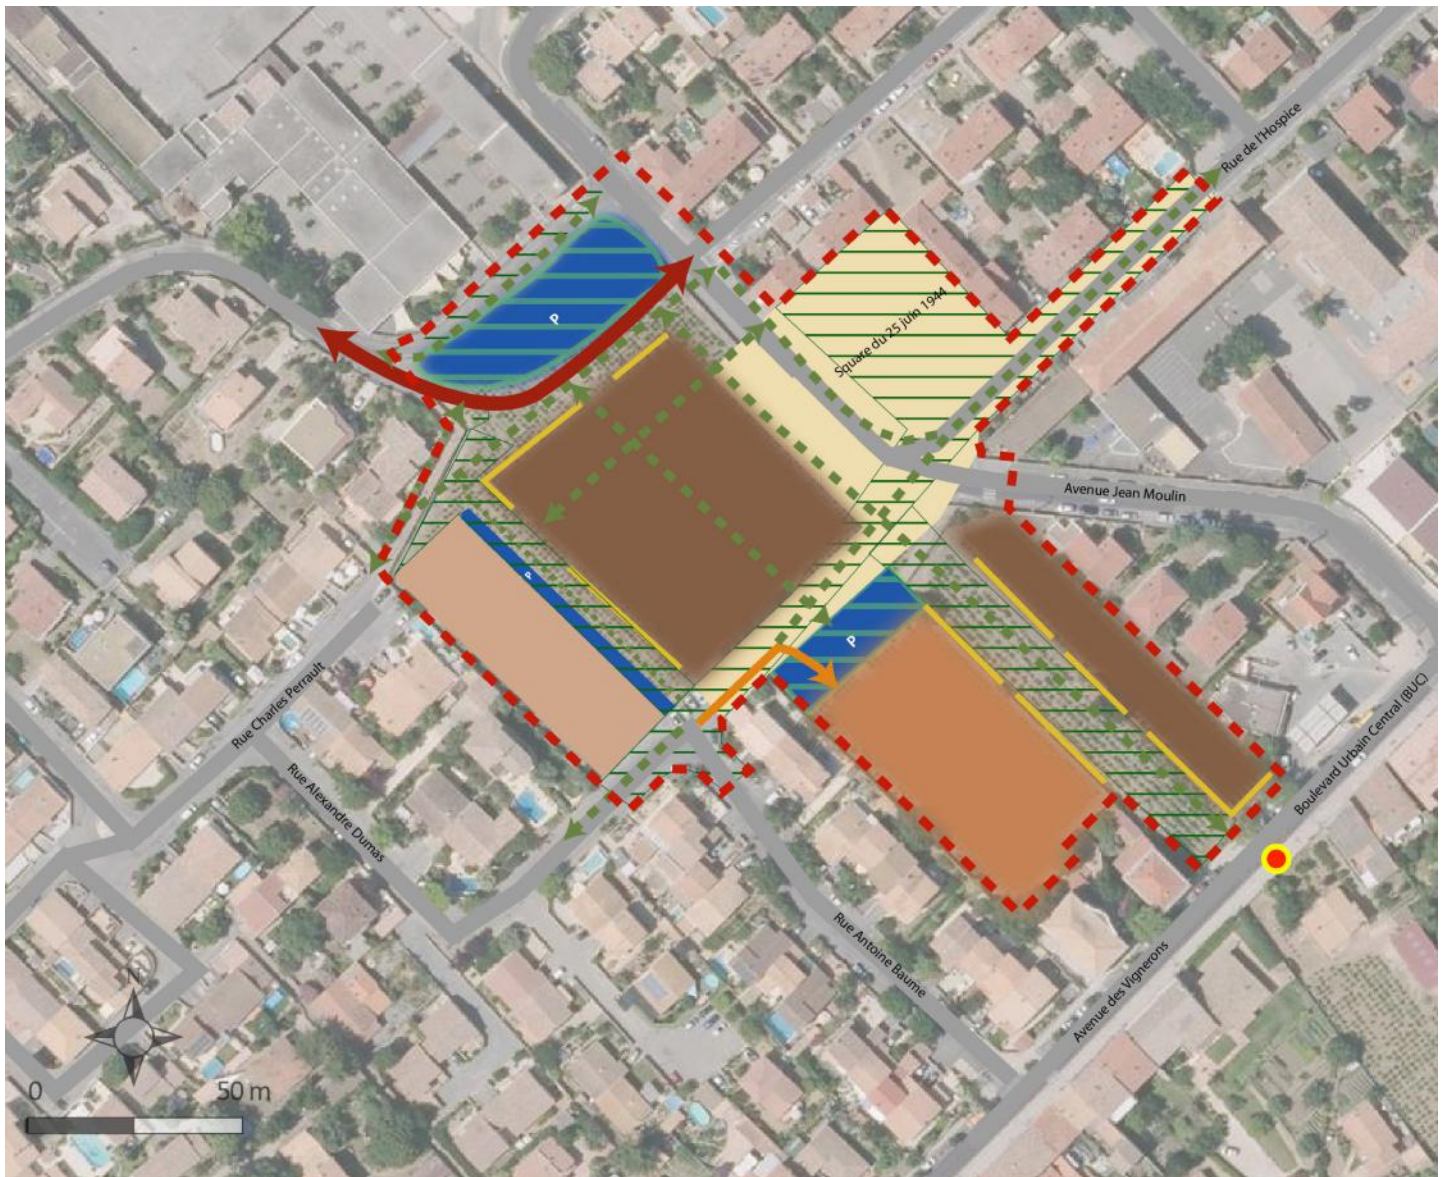 Rue de l'Hospice
P
Square du 25 juin 1944
Avenue Jean Moulin
P
P
Rue Charles Perrault
Boulevard Urbain Central (BUC)
Rue Alexandre Dumas
Rue Antoine Baume
Avenue des Vignerons
N
0 50 m